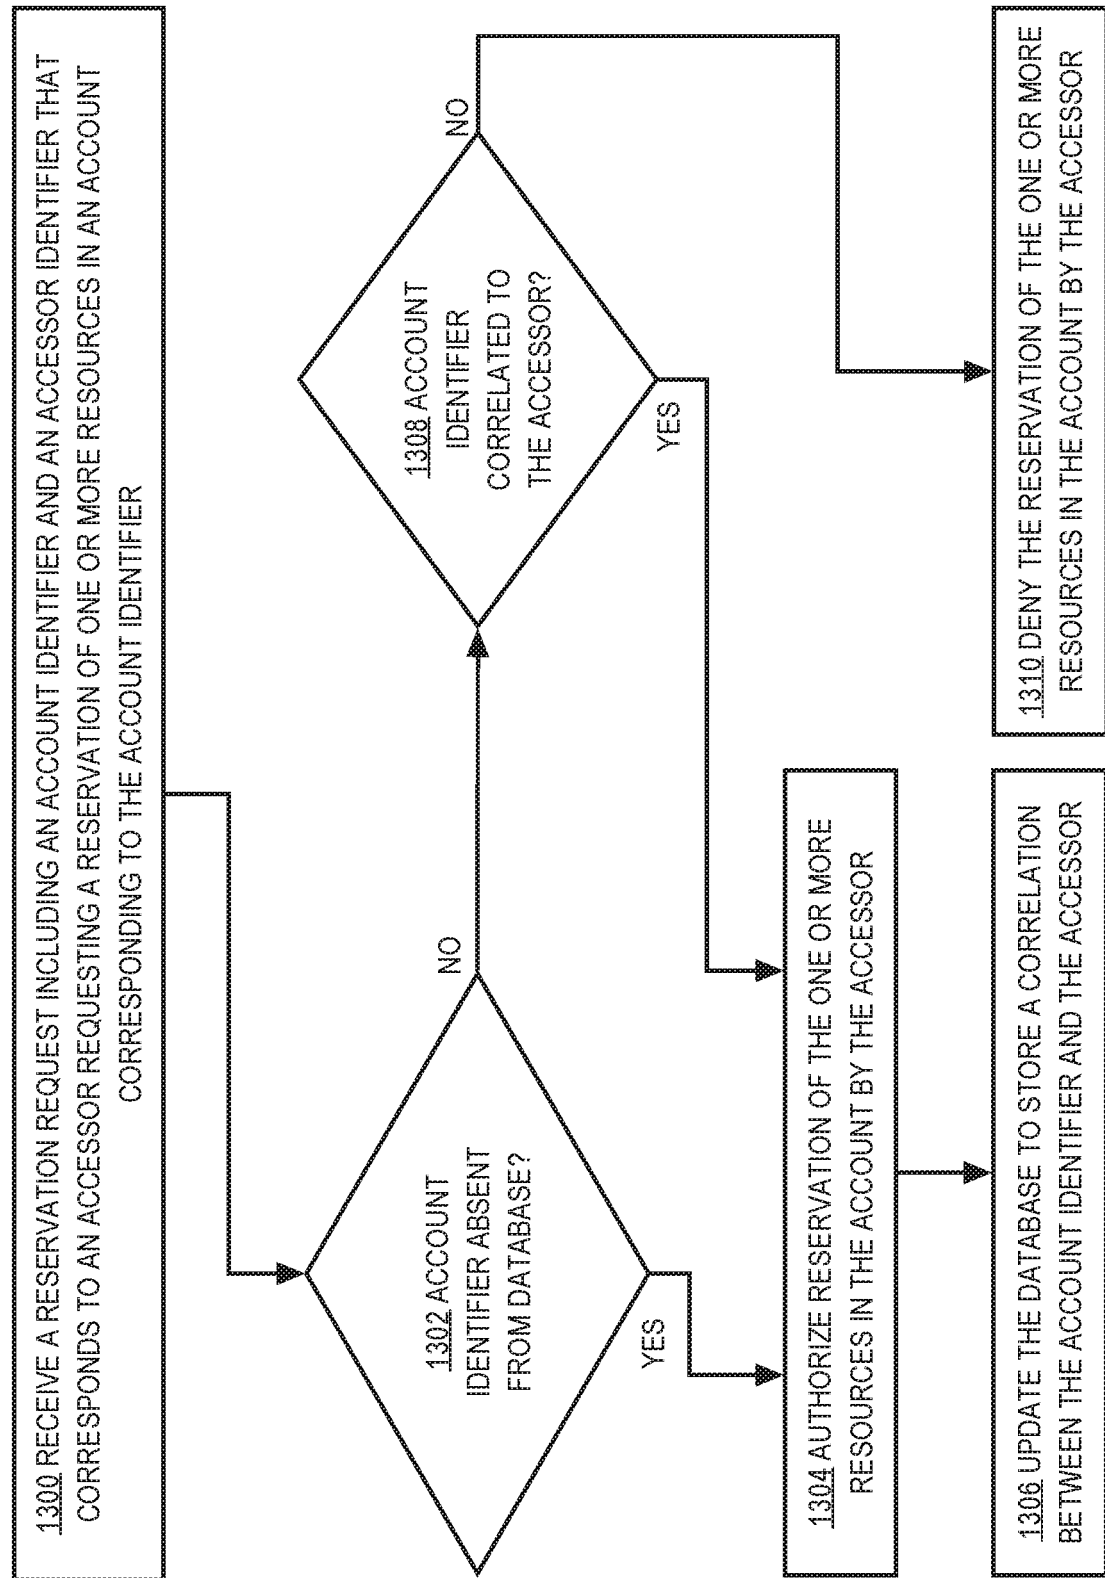 1300 RECEIVE A RESERVATION REQUEST INCLUDING AN ACCOUNT IDENTIFIER AND AN ACCESSOR IDENTIFIER THAT
CORRESPONDS TO AN ACCESSOR REQUESTING A RESERVATION OF ONE OR MORE RESOURCES IN AN ACCOUNT
CORRESPONDING TO THE ACCOUNT IDENTIFIER
1302 ACCOUNT
IDENTIFIER ABSENT
FROM DATABASE?
NO
YES
1308 ACCOUNT
IDENTIFIER
CORRELATED TO
THE ACCESSOR?
NO
YES
1304 AUTHORIZE RESERVATION OF THE ONE OR MORE
RESOURCES IN THE ACCOUNT BY THE ACCESSOR
1306 UPDATE THE DATABASE TO STORE A CORRELATION
BETWEEN THE ACCOUNT IDENTIFIER AND THE ACCESSOR
1310 DENY THE RESERVATION OF THE ONE OR MORE
RESOURCES IN THE ACCOUNT BY THE ACCESSOR